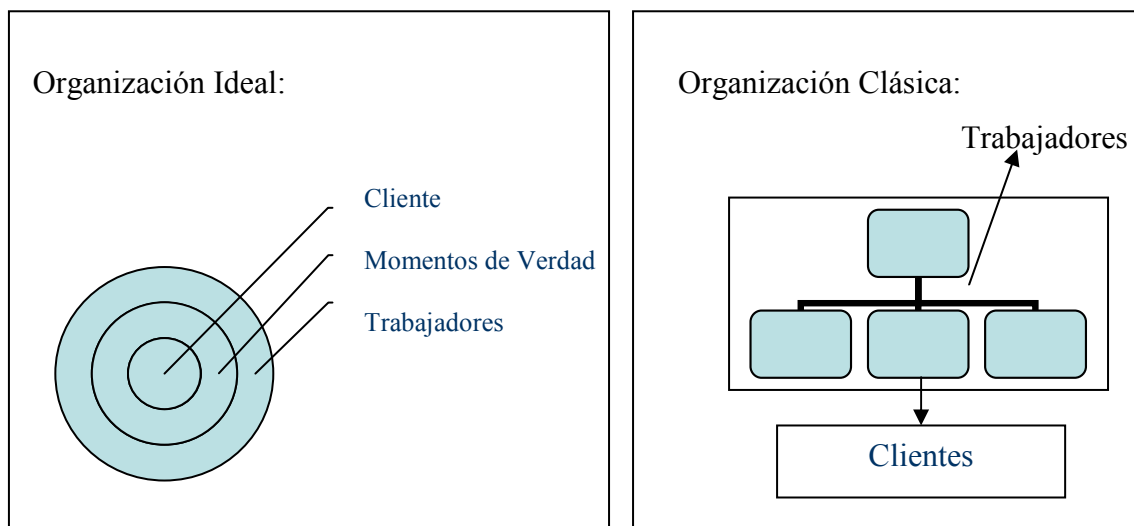 Organización Ideal:
Cliente
Momentos de Verdad
Trabajadores
Organización Clásica:
Trabajadores
Clientes